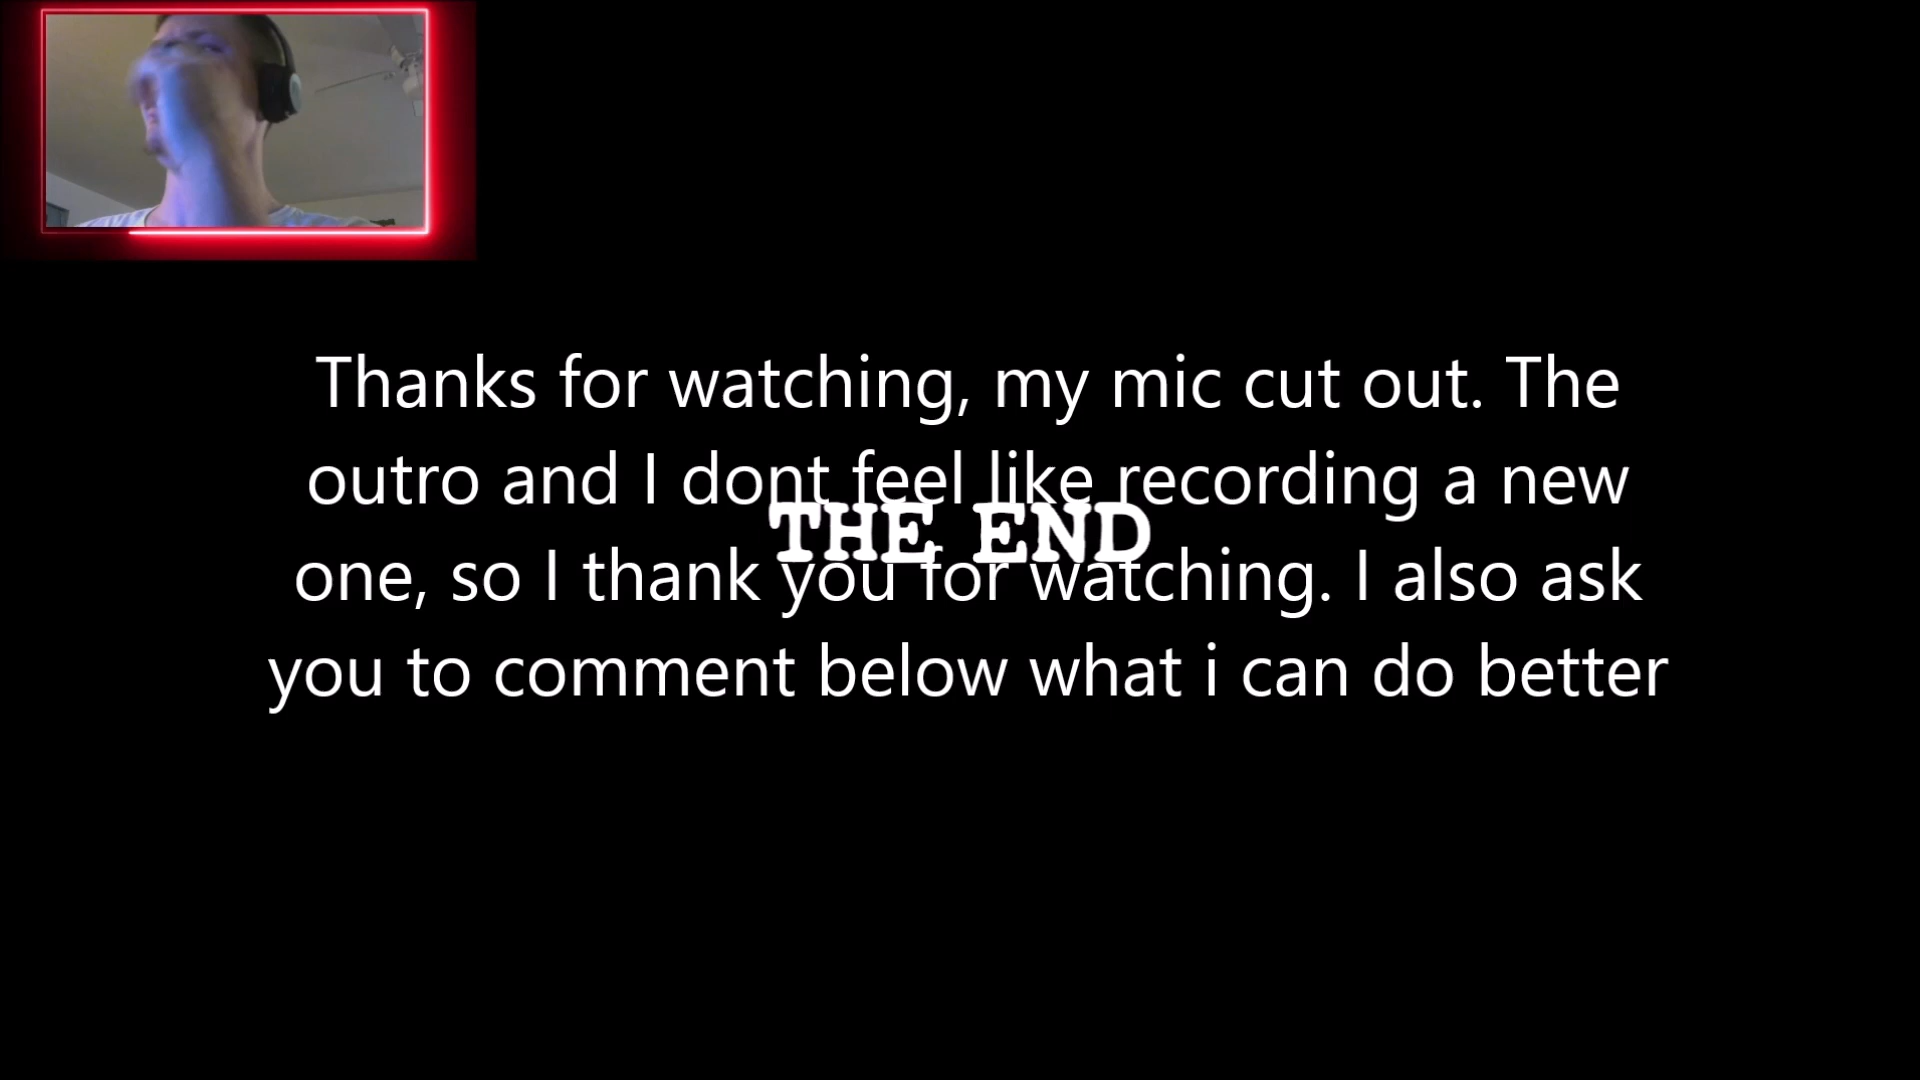 Thanks for watching, my mic cut out. The
outro and I dont feel like recording a new
THE END
one, so I thank you for watching. I also ask
you to comment below what i can do better